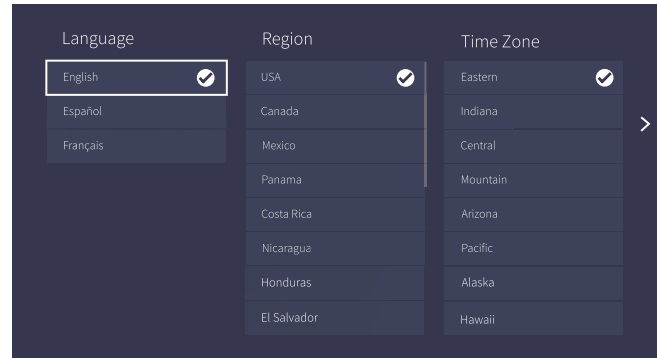 Language
English
Español
Français
Region
USA
Canada
Mexico
Panama
Costa Rica
Nicaragua
Honduras
El Salvador
Time Zone
Eastern
Indiana
Central
Mountain
Arizona
Pacific
Alaska
Hawaii